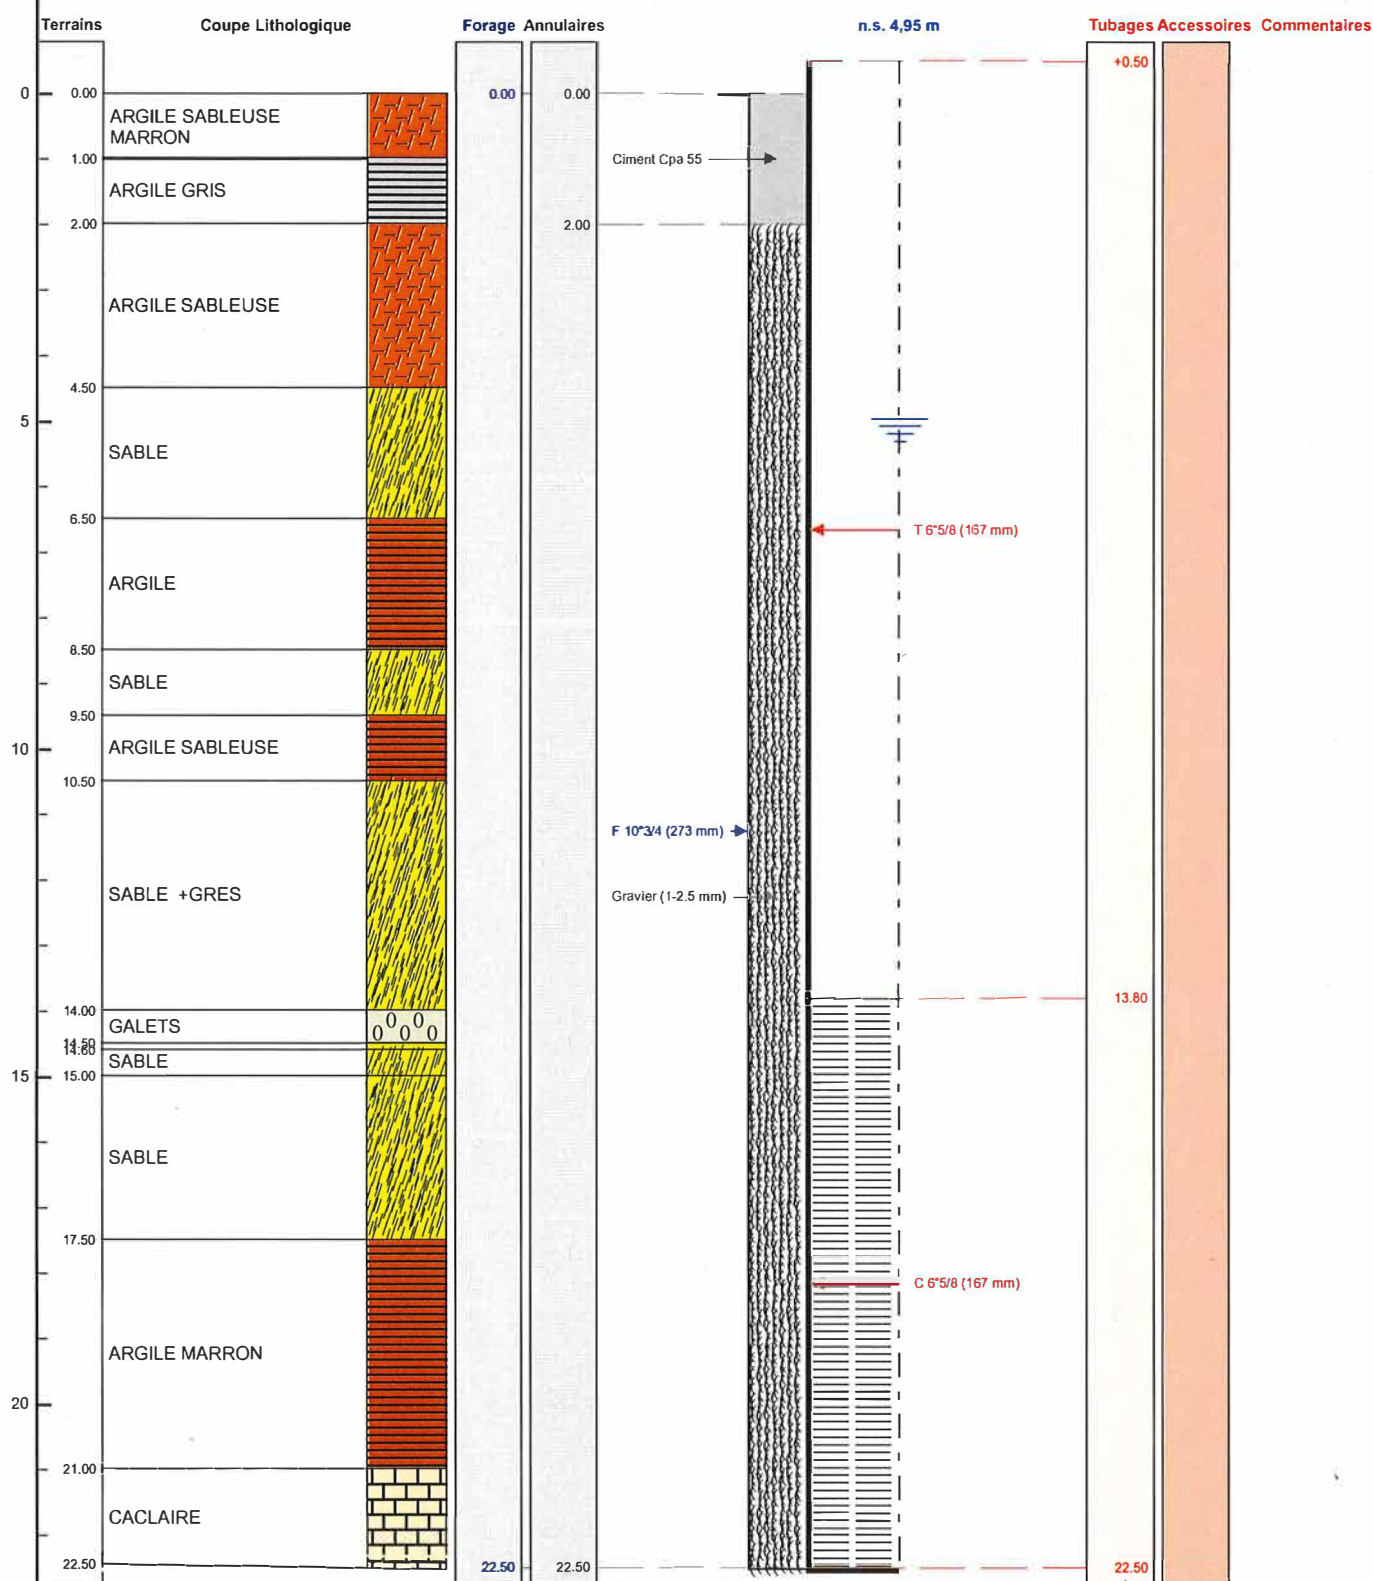 Terrains Coupe Lithologique Forage Annulaires n.s. 4,95 m Tubages Accessoires Commentaires
+0.50
0 0.00 0.00 0.00
ARGILE SABLEUSE
MARRON
1.00
Ciment Cpa 55
ARGILE GRIS
2.00 2.00
ARGILE SABLEUSE
4.50
5
SABLE
6.50
T 6"5/8 (167 mm)
ARGILE
8.50
SABLE
9.50
10 ARGILE SABLEUSE
10.50
F 10"3/4 (273 mm)
SABLE +GRES
Gravier (1-2.5 mm)
13.80
14.00
GALETS
14.50
14.60
SABLE
15 15.00
SABLE
17.50
C 6"5/8 (167 mm)
ARGILE MARRON
20
21.00
CACLAIRE
22.50 22.50 22.50 22.50